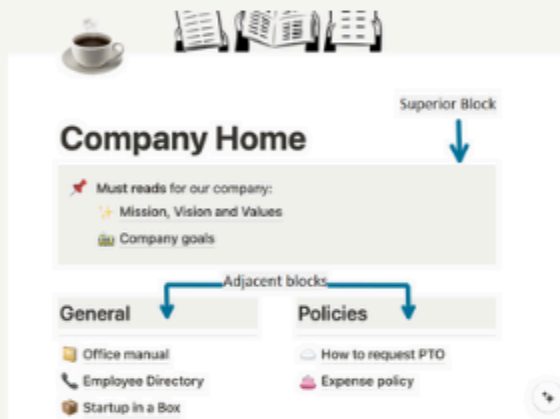 Superior Block
Company Home
Must reads for our company:
Mission, Vision and Values
Company goals
Adjacent blocks
General
Policies
Office manual
How to request PTO
Employee Directory
Expense policy
Startup in a Box